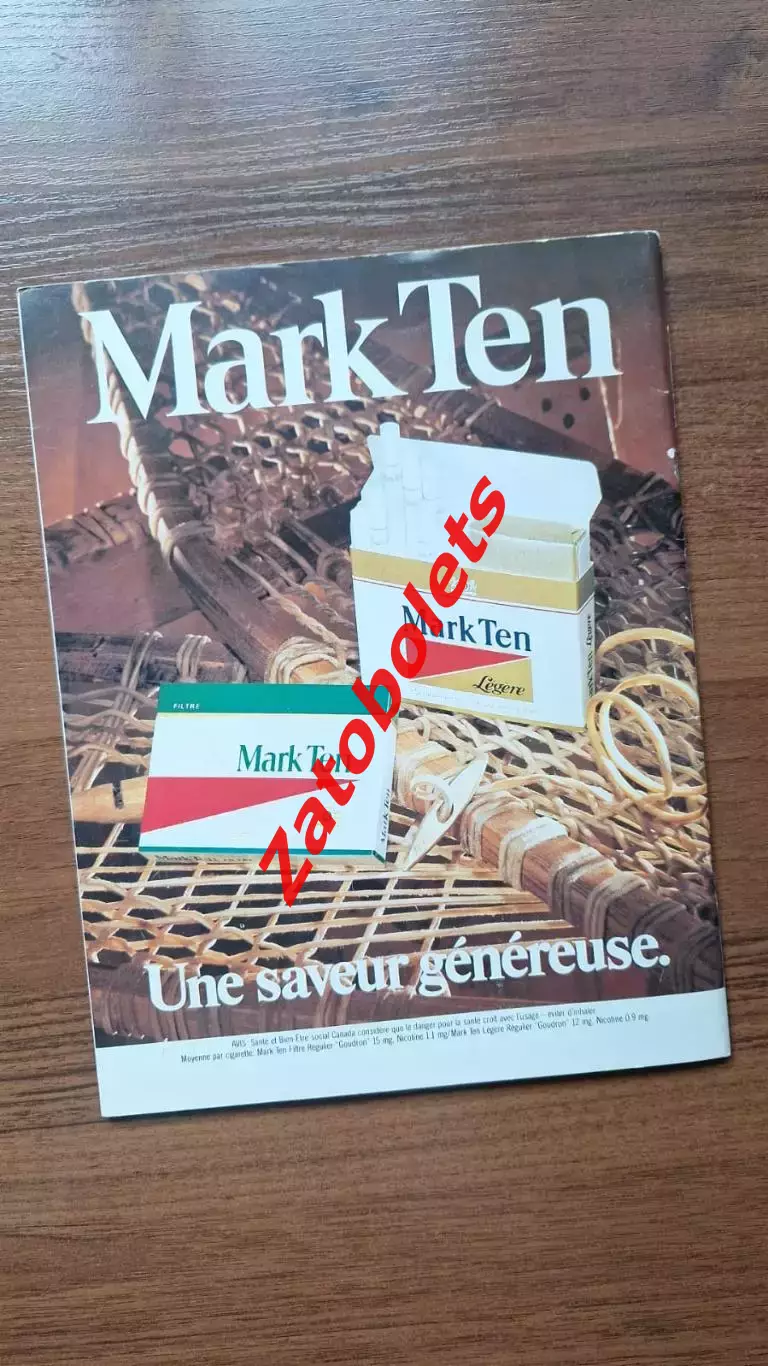 Mark Ten
Mark Ten
Légère
FILTRE
Mark Ten
Mark Ten
Zatobolets
Une saveur généreuse.
AVIS: Santé et Bien-Être social Canada considère que le danger pour la santé croît avec l'usage – éviter d'inhaler.
Moyenne par cigarette: Mark Ten Filtre Régulier "Goudron" 15 mg, Nicotine 1.1 mg/Mark Ten Légère Régulier "Goudron" 12 mg, Nicotine 0.9 mg.